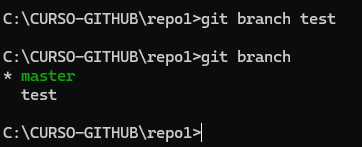 C:\CURSO-GITHUB\repo1>git branch test
C:\CURSO-GITHUB\repo1>git branch
* master
  test
C:\CURSO-GITHUB\repo1>